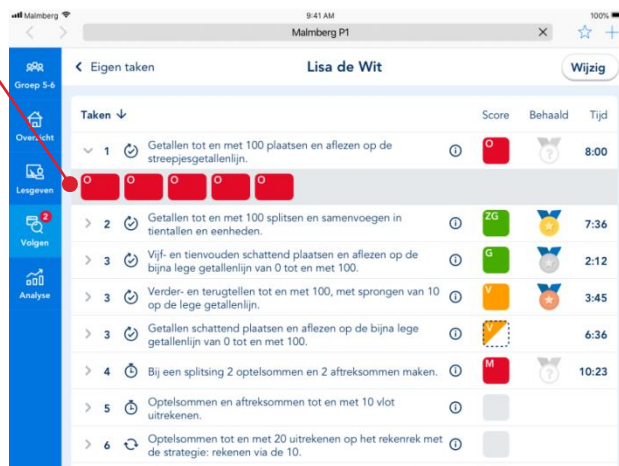 Malmberg
9:41 AM
100%
Malmberg P1
Groep 5-6
Eigen taken
Lisa de Wit
Wijzig
Overzicht
Taken
Score
Behaald
Tijd
1
Getallen tot en met 100 plaatsen en aflezen op de
streepjesgetallenlijn.
O
?
8:00
Lesgeven
O O O O O
2
Volgen
2
Getallen tot en met 100 splitsen en samenvoegen in
tientallen en eenheden.
ZG
7:36
3
Vijf- en tienvouden schattend plaatsen en aflezen op de
bijna lege getallenlijn van 0 tot en met 100.
G
2:12
Analyse
3
Verder- en terugtellen tot en met 100, met sprongen van 10
op de lege getallenlijn.
V
3:45
3
Getallen schattend plaatsen en aflezen op de bijna lege
getallenlijn van 0 tot en met 100.
V
6:36
4
Bij een splitsing 2 optelsommen en 2 aftreksommen maken.
M
?
10:23
5
Optelsommen en aftreksommen tot en met 10 vlot
uitrekenen.
6
Optelsommen tot en met 20 uitrekenen op het rekenrek met
de strategie: rekenen via de 10.